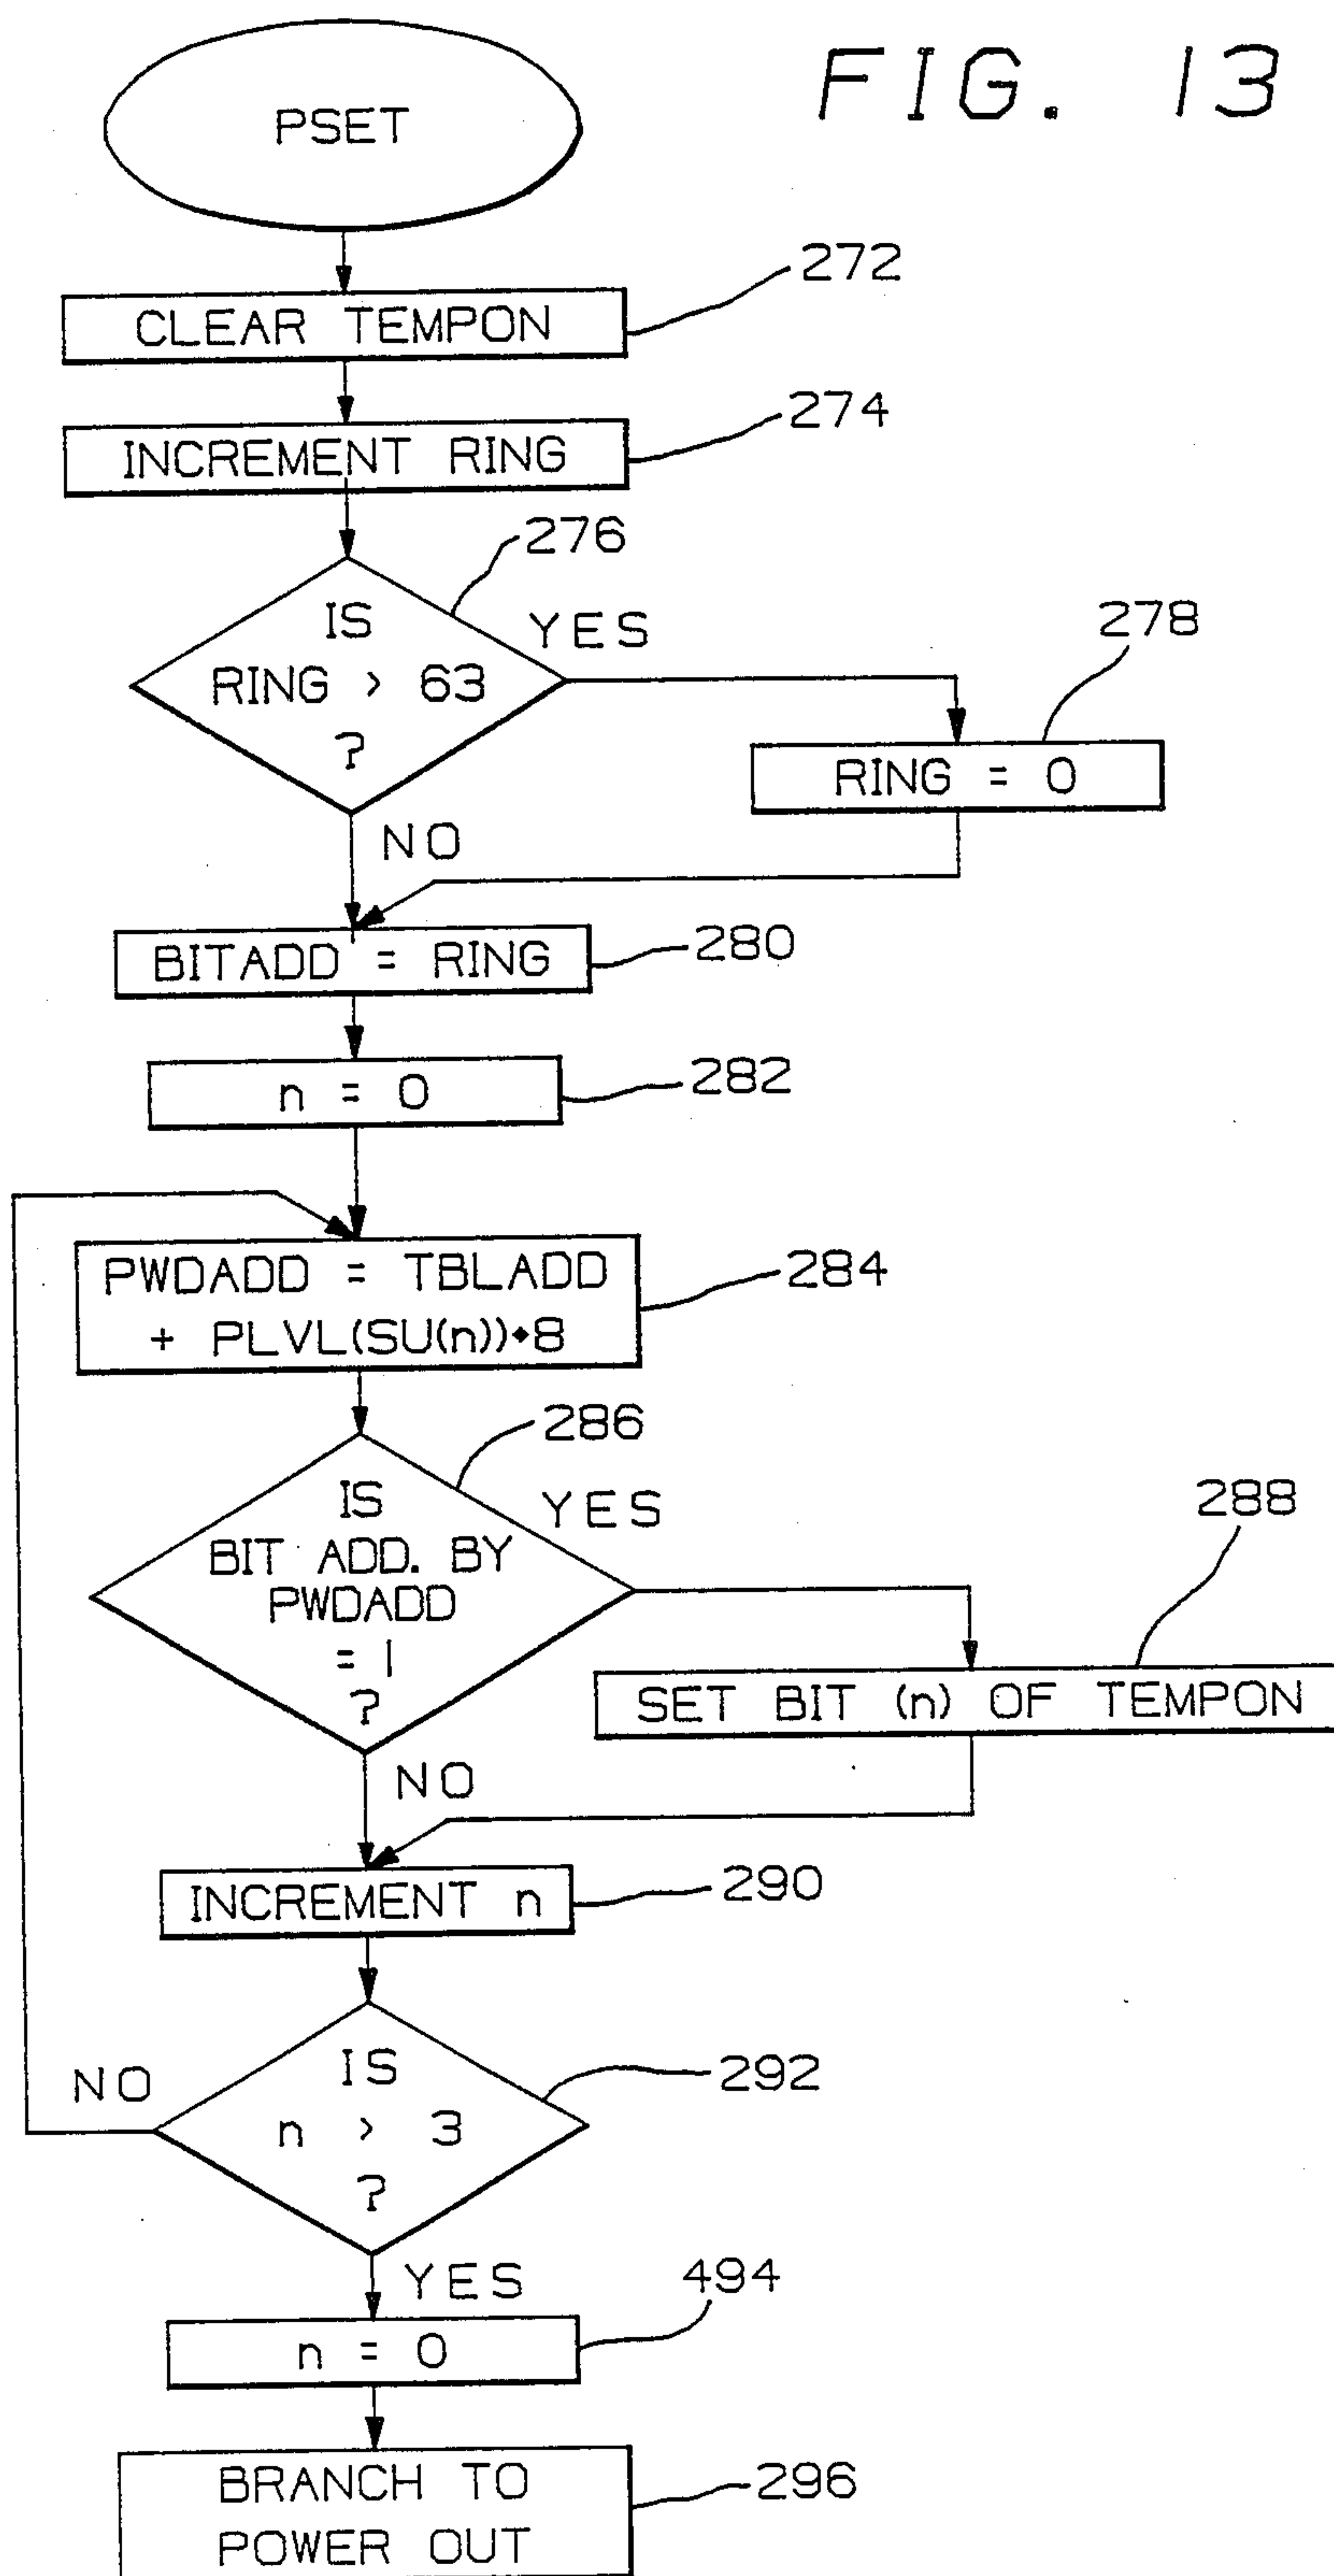 FIG. 13
PSET
272
CLEAR TEMPON
274
INCREMENT RING
276
IS
RING > 63
?
YES
278
RING = 0
NO
BITADD = RING
280
n = 0
282
PWDADD = TBLADD
+ PLVL(SU(n))*8
284
286
IS
BIT ADD. BY
PWDADD
= 1
?
YES
288
SET BIT (n) OF TEMPON
NO
INCREMENT n
290
NO
IS
n > 3
?
292
YES
494
n = 0
BRANCH TO
POWER OUT
296